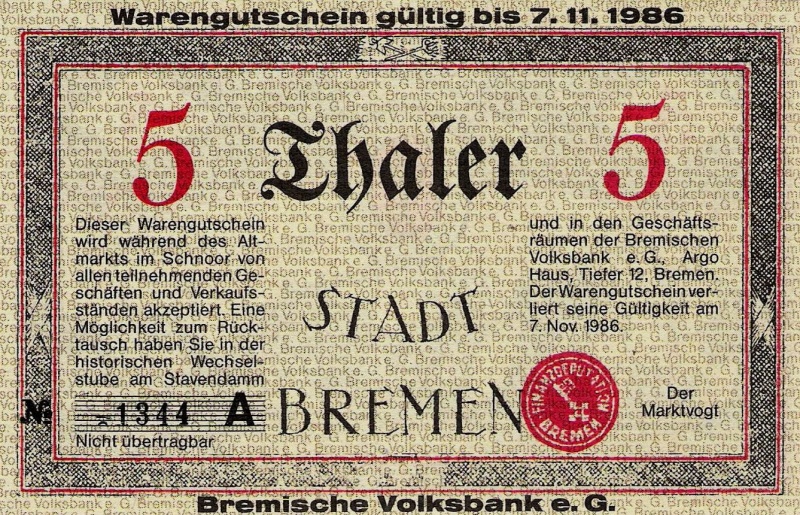 Warengutschein gültig bis 7. 11. 1986
5 Thaler 5
Dieser Warengutschein
wird während des Alt-
markts im Schnoor von
allen teilnehmenden Ge-
schäften und Verkaufs-
ständen akzeptiert. Eine
Möglichkeit zum Rück-
tausch haben Sie in der
historischen Wechsel-
stube am Stavendamm
und in den Geschäfts-
räumen der Bremischen
Volksbank e. G., Argo
Haus, Tiefer 12, Bremen.
Der Warengutschein ver-
liert seine Gültigkeit am
7. Nov. 1986.
STADT
BREMEN
FINANZDEPUTATION
BREMEN
Der
Marktvogt
№ 1344 A
Nicht übertragbar
Bremische Volksbank e. G.